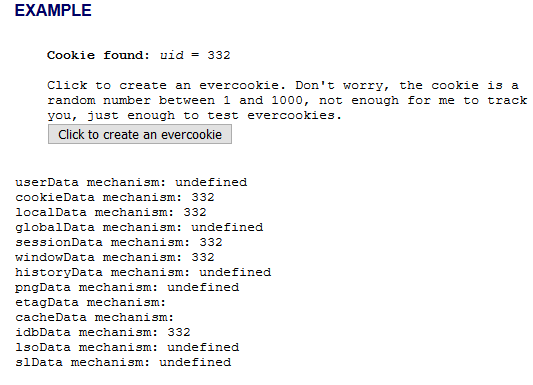 EXAMPLE
Cookie found: uid = 332
Click to create an evercookie. Don't worry, the cookie is a
random number between 1 and 1000, not enough for me to track
you, just enough to test evercookies.
Click to create an evercookie
userData mechanism: undefined
cookieData mechanism: 332
localData mechanism: 332
globalData mechanism: undefined
sessionData mechanism: 332
windowData mechanism: 332
historyData mechanism: undefined
pngData mechanism: undefined
etagData mechanism:
cacheData mechanism:
idbData mechanism: 332
lsoData mechanism: undefined
slData mechanism: undefined